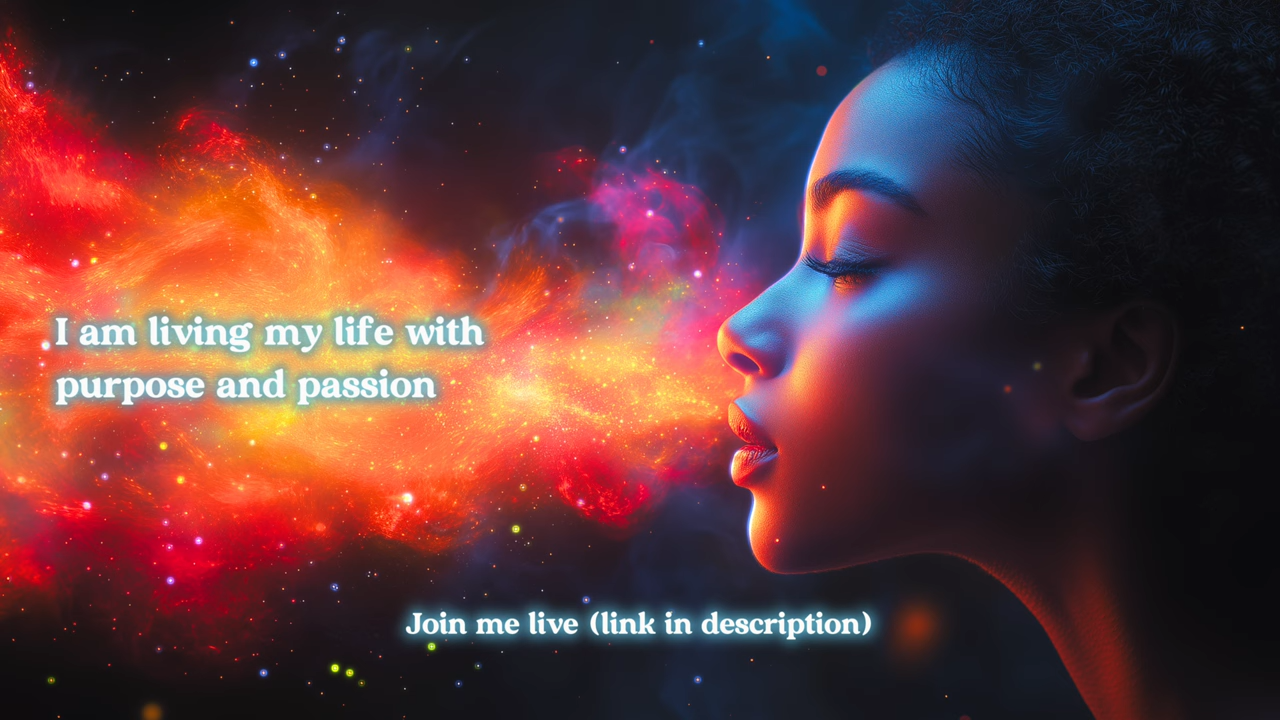 I am living my life with
purpose and passion
Join me live (link in description)